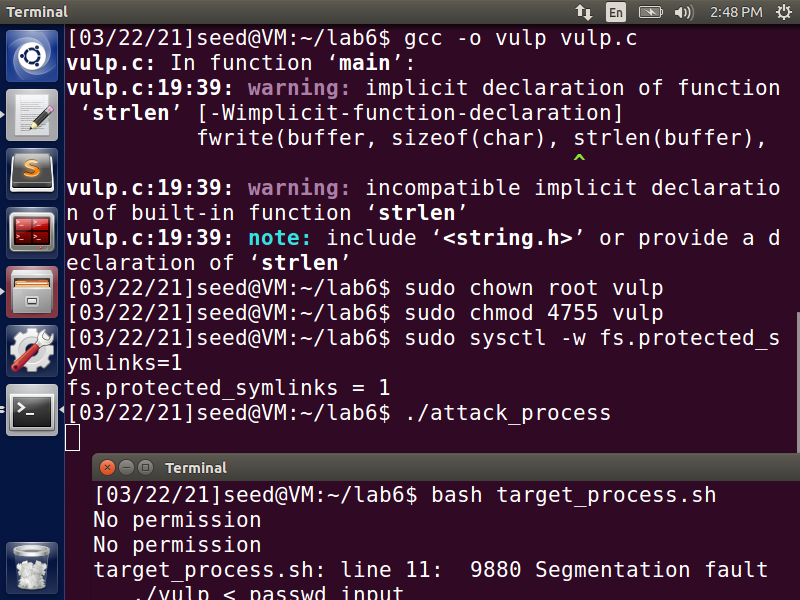 Terminal
En
2:48 PM
[03/22/21]seed@VM:~/lab6$ gcc -o vulp vulp.c
vulp.c: In function ‘main’:
vulp.c:19:39: warning: implicit declaration of function
‘strlen’ [-Wimplicit-function-declaration]
fwrite(buffer, sizeof(char), strlen(buffer),
^
vulp.c:19:39: warning: incompatible implicit declaratio
n of built-in function ‘strlen’
vulp.c:19:39: note: include ‘<string.h>’ or provide a d
eclaration of ‘strlen’
[03/22/21]seed@VM:~/lab6$ sudo chown root vulp
[03/22/21]seed@VM:~/lab6$ sudo chmod 4755 vulp
[03/22/21]seed@VM:~/lab6$ sudo sysctl -w fs.protected_s
ymlinks=1
fs.protected_symlinks = 1
[03/22/21]seed@VM:~/lab6$ ./attack_process
Terminal
[03/22/21]seed@VM:~/lab6$ bash target_process.sh
No permission
No permission
target_process.sh: line 11:  9880 Segmentation fault
./vulp < passwd_input